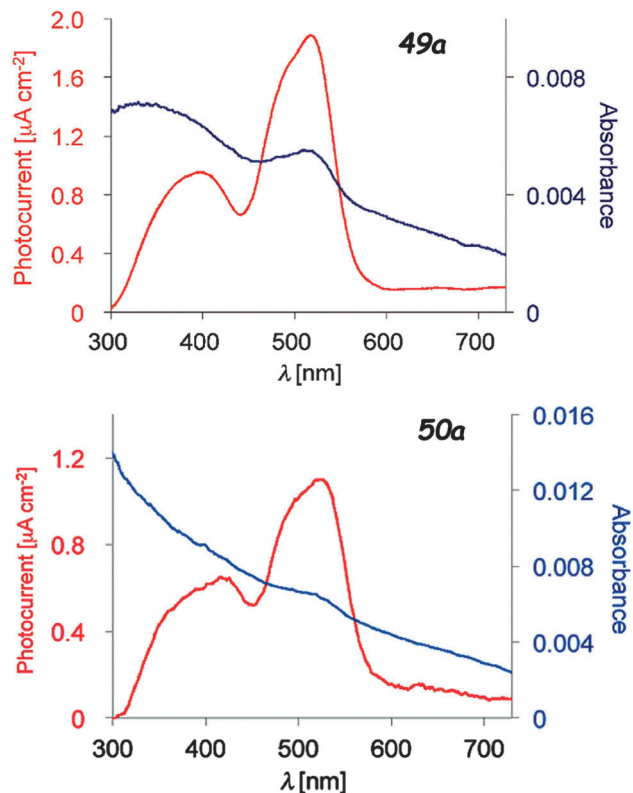 49a
Photocurrent [μA cm⁻²]
2.0
1.6
1.2
0.8
0.4
0
Absorbance
0.008
0.004
0
300 400 500 600 700
λ [nm]
50a
Photocurrent [μA cm⁻²]
1.2
0.8
0.4
0
Absorbance
0.016
0.012
0.008
0.004
0
300 400 500 600 700
λ [nm]